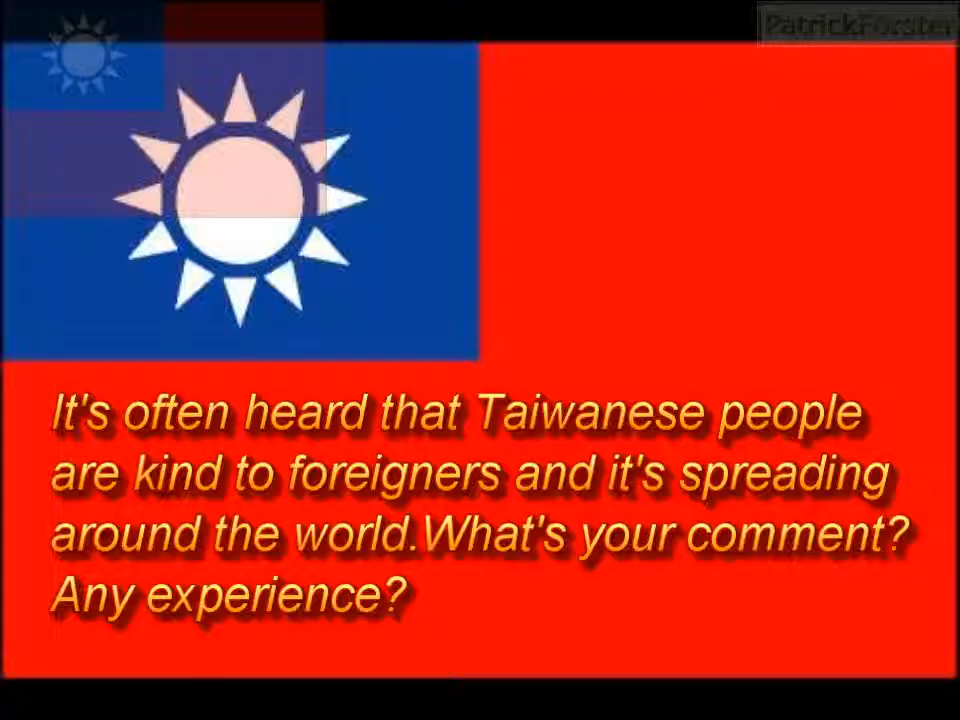 PatrickForster
It's often heard that Taiwanese people
are kind to foreigners and it's spreading
around the world.What's your comment?
Any experience?